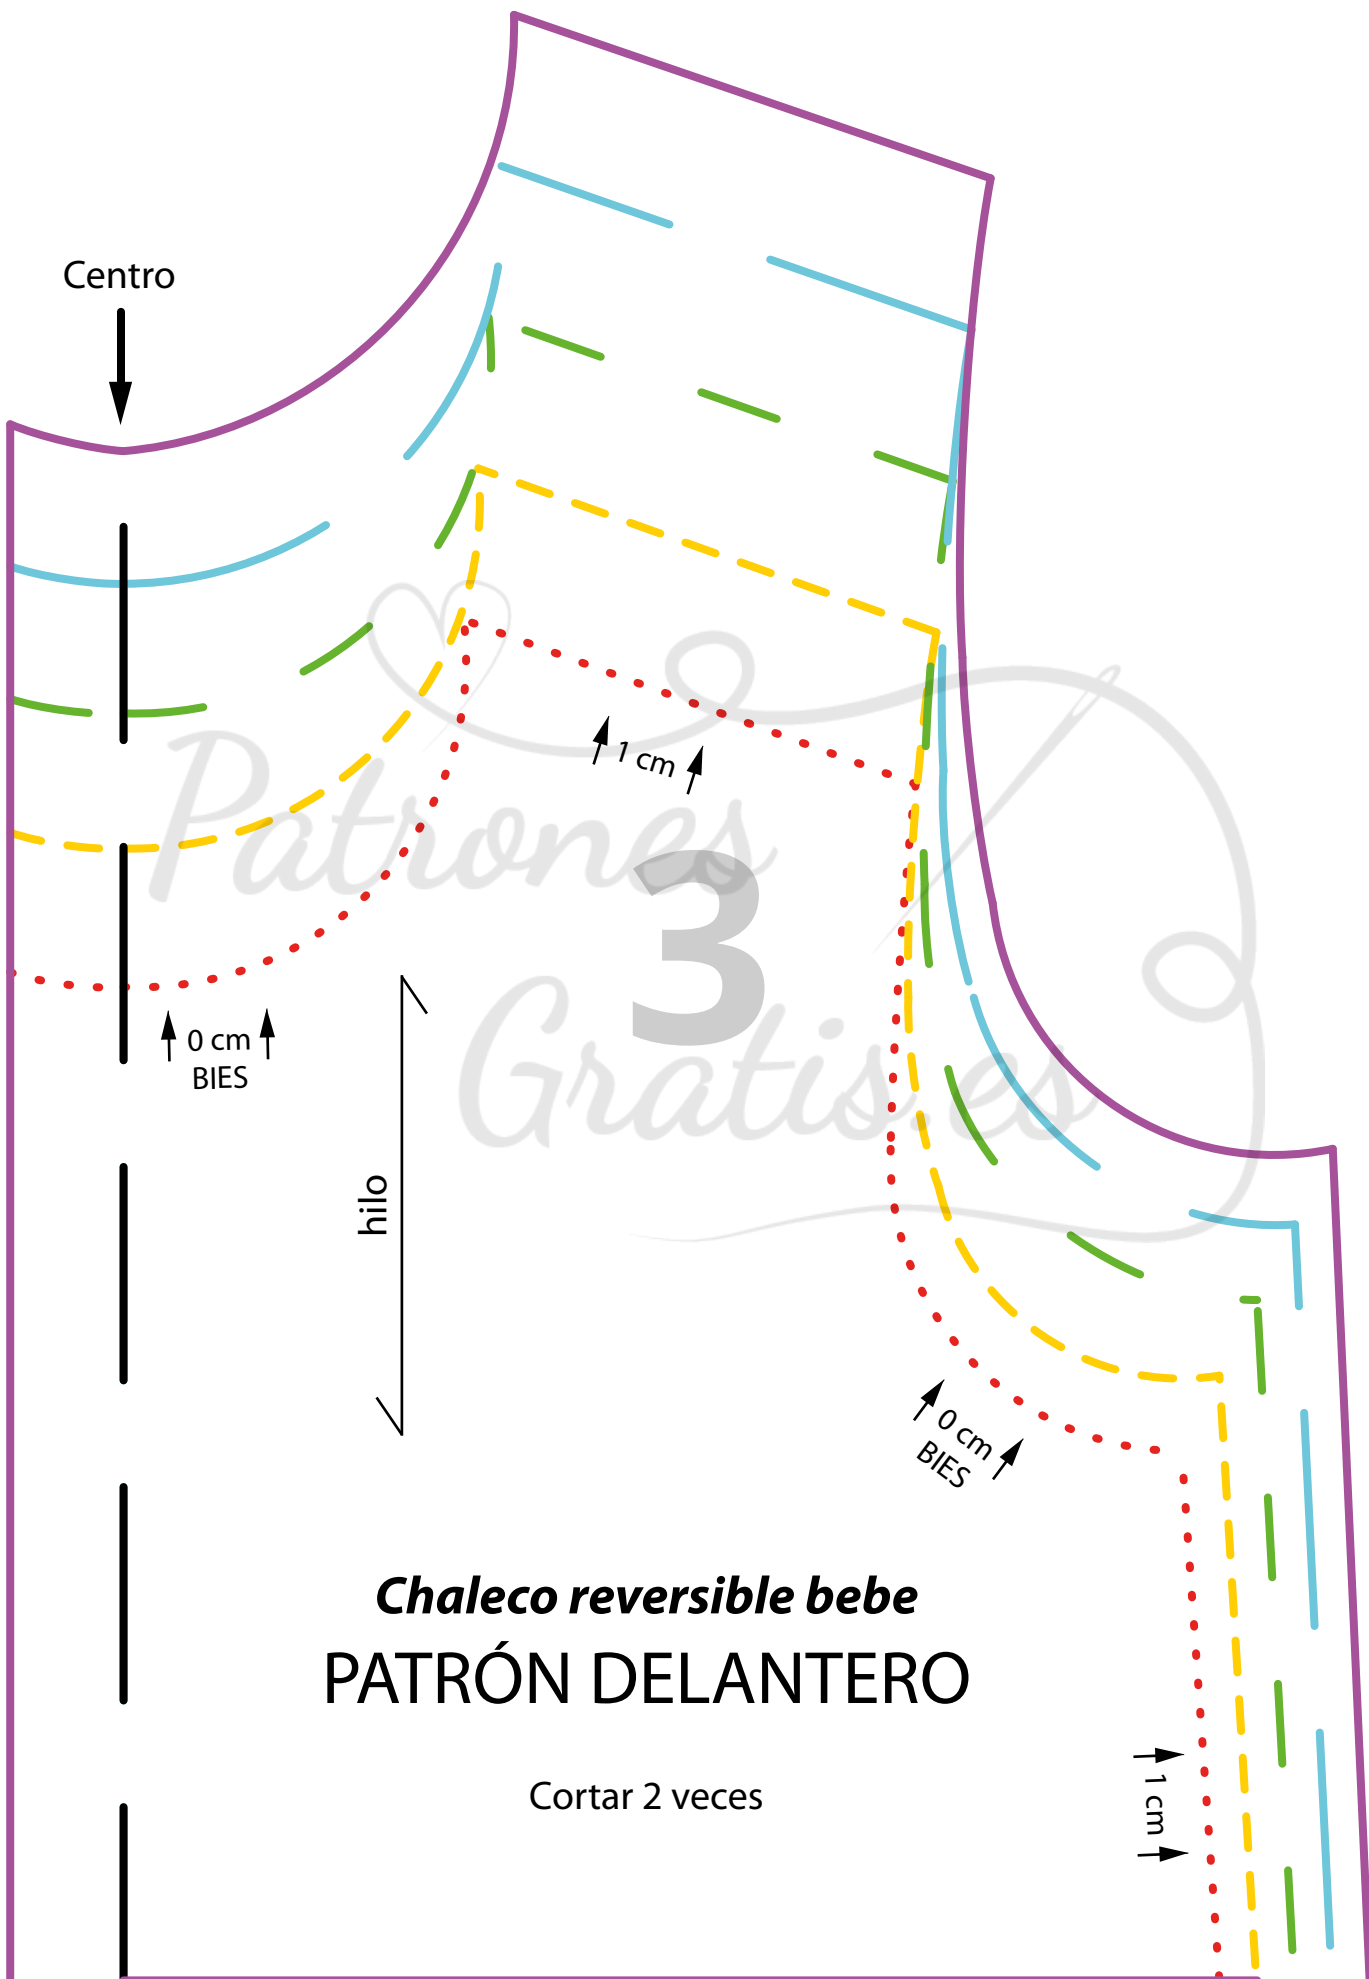 Centro
1 cm
Patrones
3
Gratis.es
0 cm
BIES
hilo
0 cm
BIES
Chaleco reversible bebe
PATRÓN DELANTERO
Cortar 2 veces
1 cm